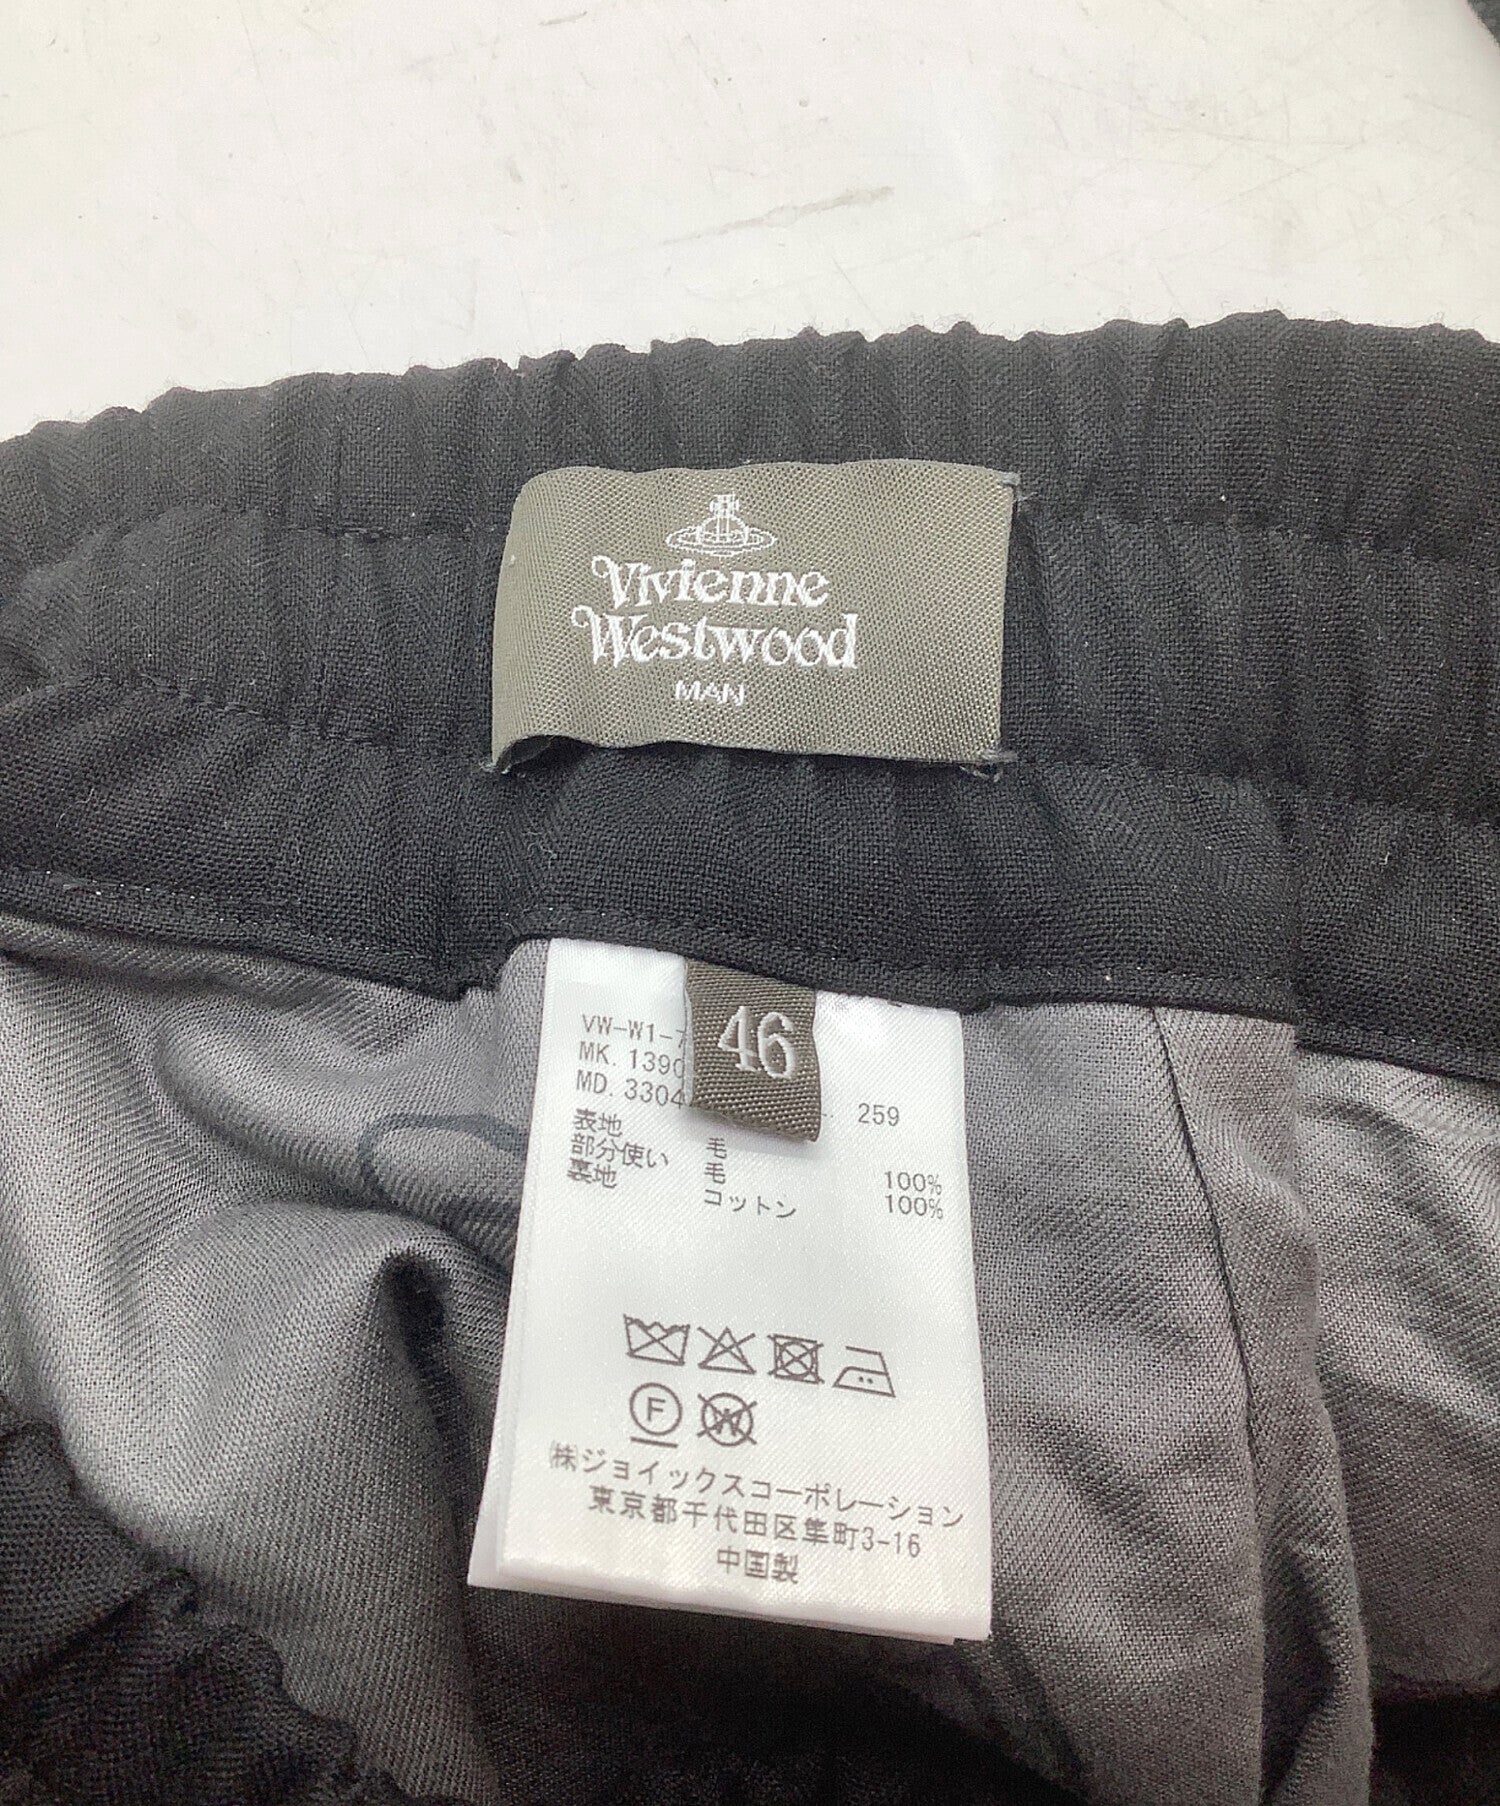 Vivienne
Westwood
MAN
46
VW-W1-7
MK. 1390
MD. 3304 259
表地 毛
部分使い 毛 100%
裏地 コットン 100%
F
W
㈱ジョイックスコーポレーション
東京都千代田区隼町3-16
中国製